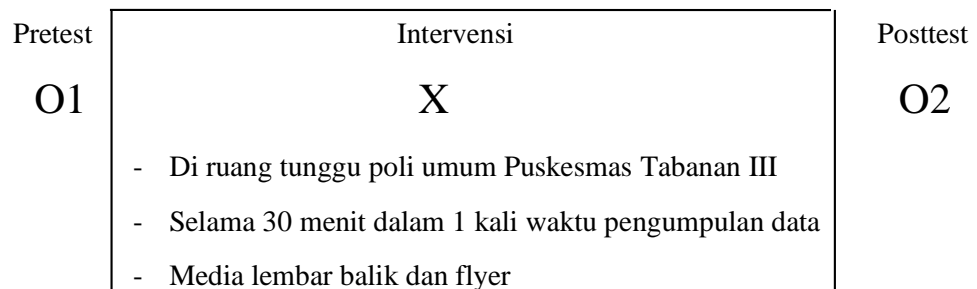 Pretest Intervensi Posttest
O1 X O2
- Di ruang tunggu poli umum Puskesmas Tabanan III
- Selama 30 menit dalam 1 kali waktu pengumpulan data
- Media lembar balik dan flyer